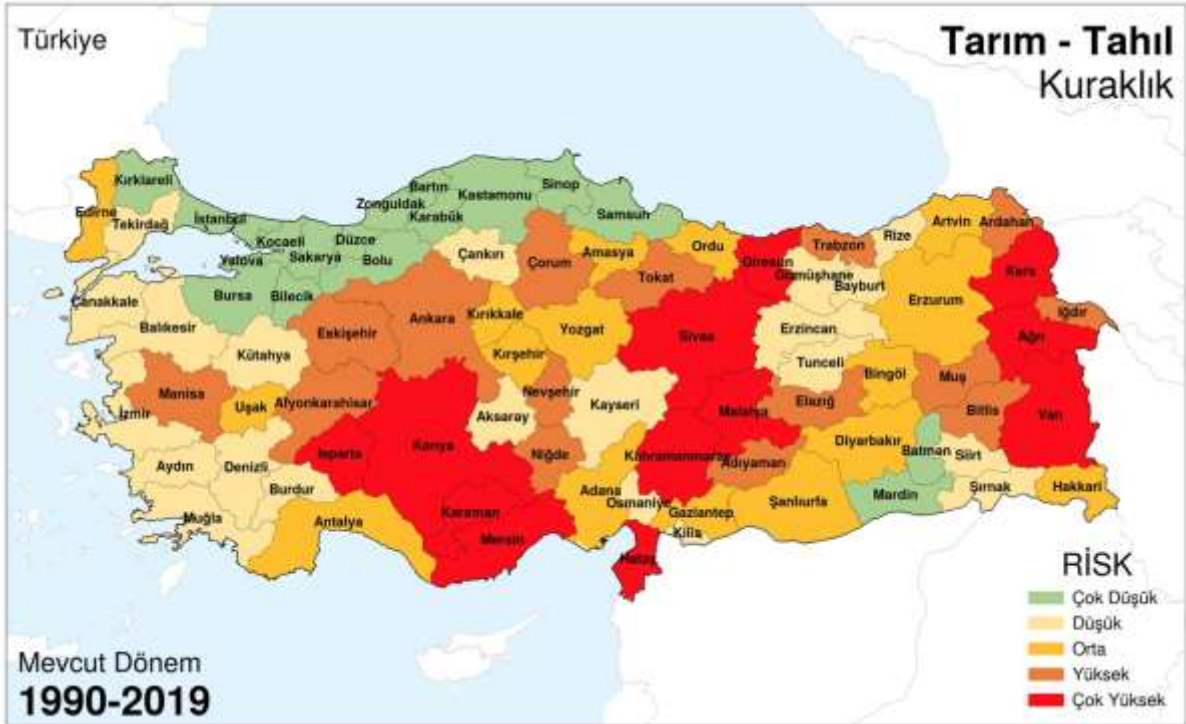 Türkiye
Tarım - Tahıl
Kuraklık
Kırklareli
Edirne
Tekirdağ
İstanbul
Kocaeli
Yalova
Sakarya
Düzce
Bolu
Zonguldak
Bartın
Karabük
Kastamonu
Sinop
Samsun
Çankırı
Çorum
Amasya
Ordu
Tokat
Giresun
Trabzon
Gümüşhane
Bayburt
Rize
Artvin
Ardahan
Kars
Iğdır
Ağrı
Erzurum
Çanakkale
Balıkesir
Bursa
Bilecik
Kütahya
Eskişehir
Ankara
Kırıkkale
Kırşehir
Yozgat
Sivas
Erzincan
Tunceli
Bingöl
Muş
Bitlis
Van
Manisa
İzmir
Uşak
Afyonkarahisar
Aksaray
Nevşehir
Kayseri
Malatya
Elazığ
Diyarbakır
Batman
Siirt
Şırnak
Hakkari
Aydın
Denizli
Burdur
Isparta
Konya
Niğde
Kahramanmaraş
Adıyaman
Şanlıurfa
Mardin
Muğla
Antalya
Karaman
Mersin
Adana
Osmaniye
Gaziantep
Kilis
Hatay
RİSK
Çok Düşük
Düşük
Orta
Yüksek
Çok Yüksek
Mevcut Dönem
1990-2019